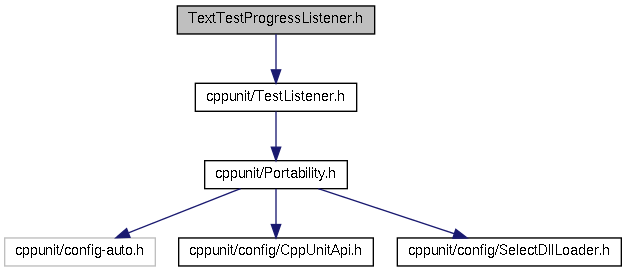 TextTestProgressListener.h
cppunit/TestListener.h
cppunit/Portability.h
cppunit/config-auto.h
cppunit/config/CppUnitApi.h
cppunit/config/SelectDllLoader.h